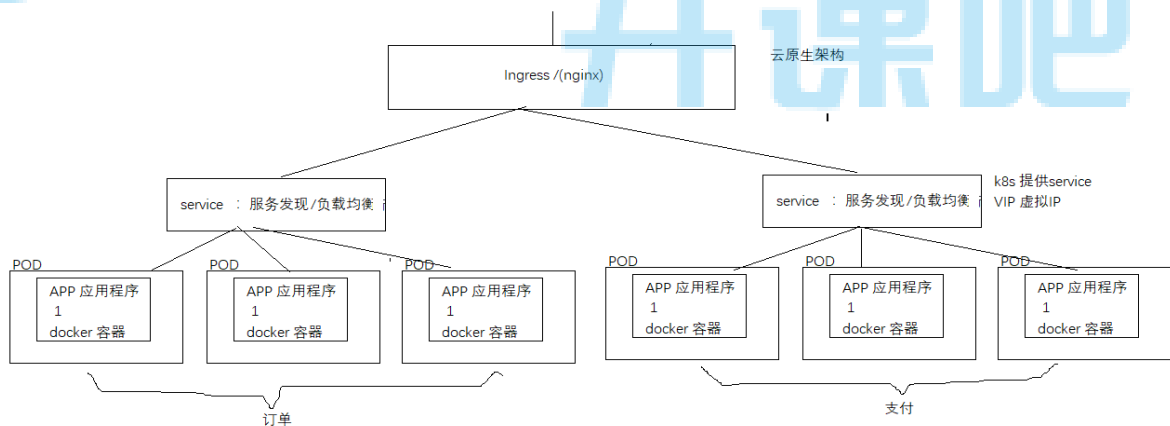 开课吧
云原生架构
Ingress /(nginx)
k8s 提供service
VIP 虚拟IP
service ：服务发现/负载均衡
service ：服务发现/负载均衡
POD
POD
POD
POD
POD
POD
APP 应用程序
1
docker 容器
APP 应用程序
1
docker 容器
APP 应用程序
1
docker 容器
APP 应用程序
1
docker 容器
APP 应用程序
1
docker 容器
APP 应用程序
1
docker 容器
订单
支付